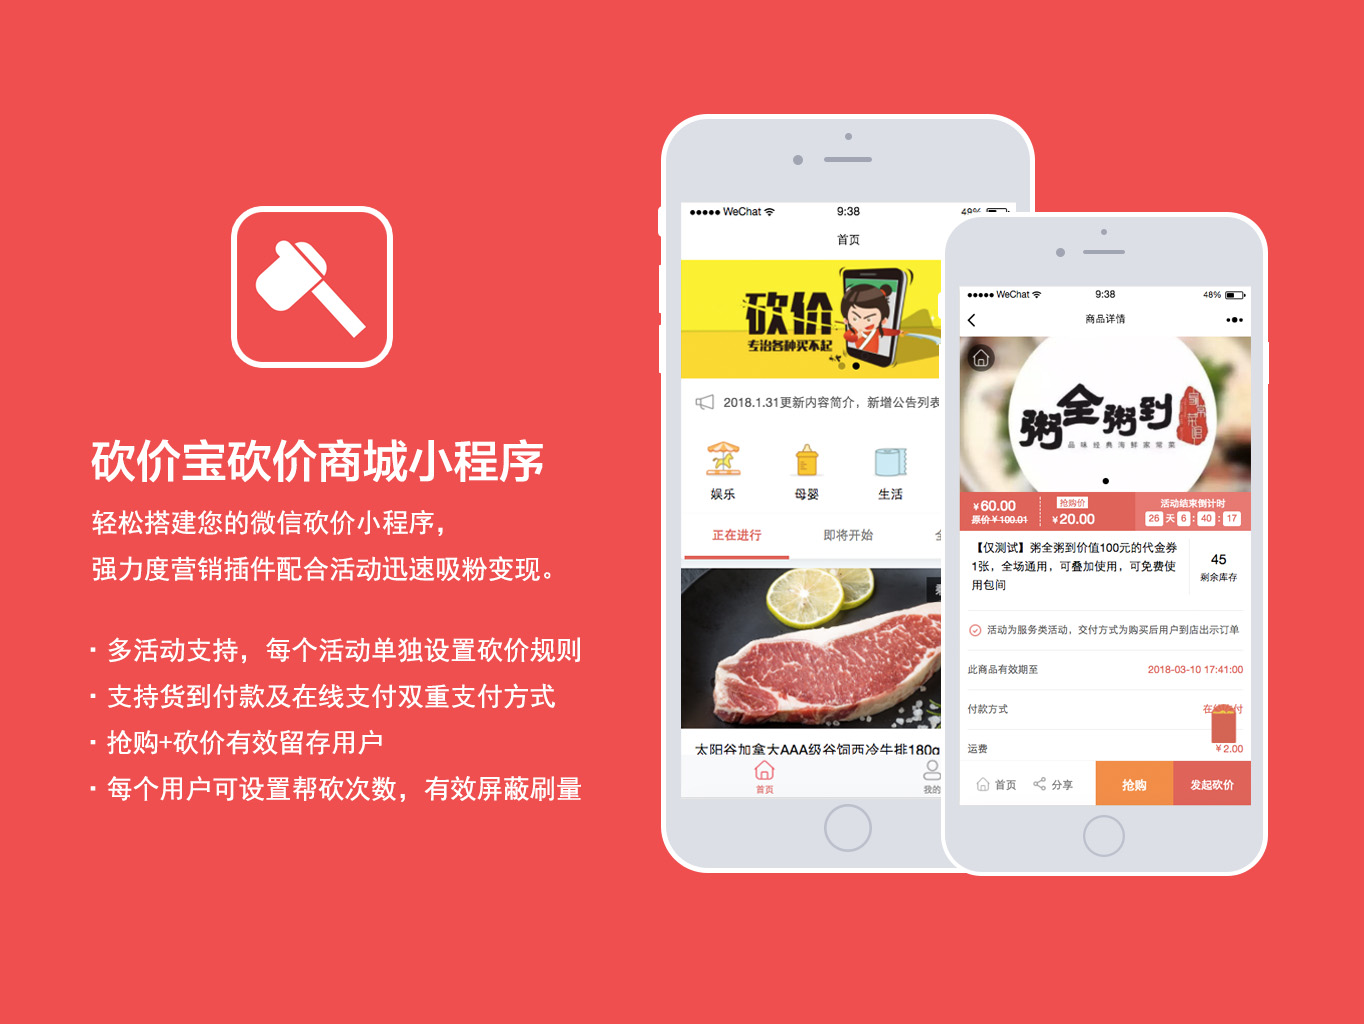 砍价宝砍价商城小程序
轻松搭建您的微信砍价小程序，
强力度营销插件配合活动迅速吸粉变现。
· 多活动支持，每个活动单独设置砍价规则
· 支持货到付款及在线支付双重支付方式
· 抢购+砍价有效留存用户
· 每个用户可设置帮砍次数，有效屏蔽刷量
WeChat 9:38 48%
首页
砍价
专治各种买不起
2018.1.31更新内容简介，新增公告列表
娱乐 母婴 生活
正在进行 即将开始
太阳谷加拿大AAA级谷饲西冷牛排180g
首页 我的
WeChat 9:38 48%
商品详情
粥全粥到
品味经典海鲜家常菜
¥60.00 抢购价 活动结束倒计时
原价¥100.01 ¥20.00 26 天 6 : 40 : 17
【仅测试】粥全粥到价值100元的代金券
1张，全场通用，可叠加使用，可免费使
用包间
45
剩余库存
活动为服务类活动，交付方式为购买后用户到店出示订单
此商品有效期至 2018-03-10 17:41:00
付款方式 在线支付
运费 ¥2.00
首页 分享 抢购 发起砍价